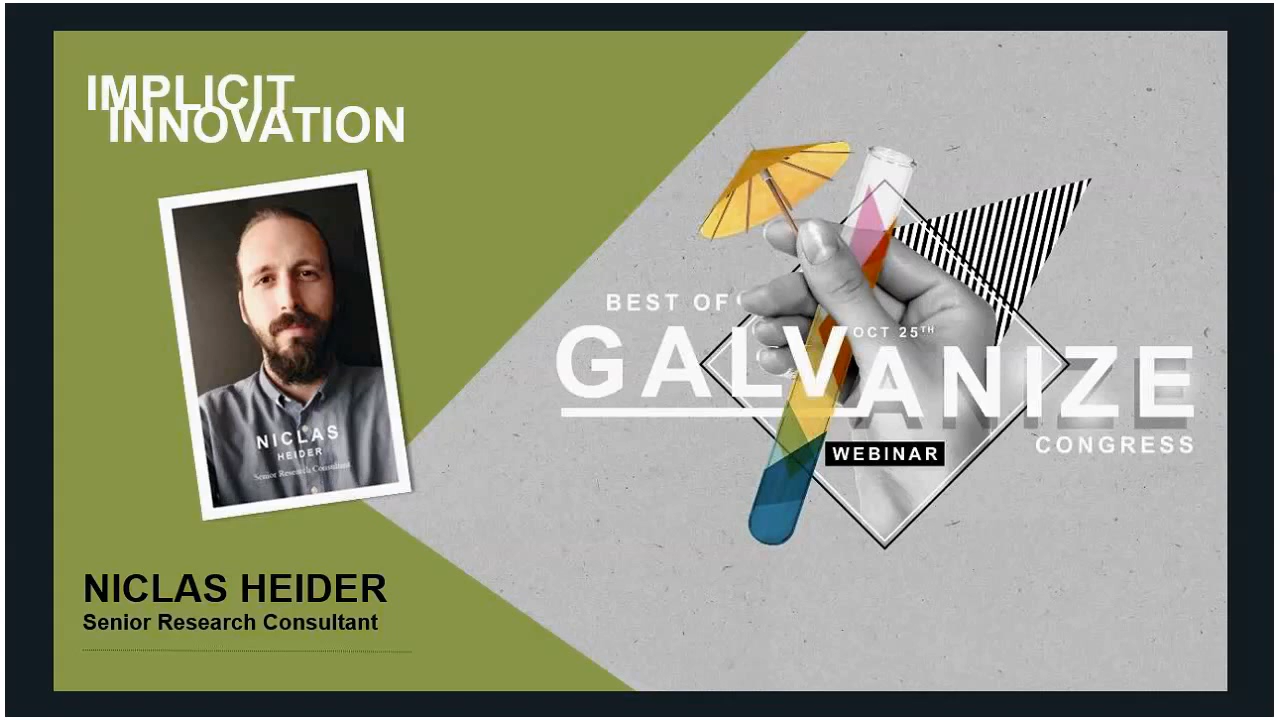 IMPLICIT
INNOVATION
NICLAS
HEIDER
Senior Research Consultant
NICLAS HEIDER
Senior Research Consultant
BEST OF
OCT 25TH
GALVANIZE
WEBINAR
CONGRESS